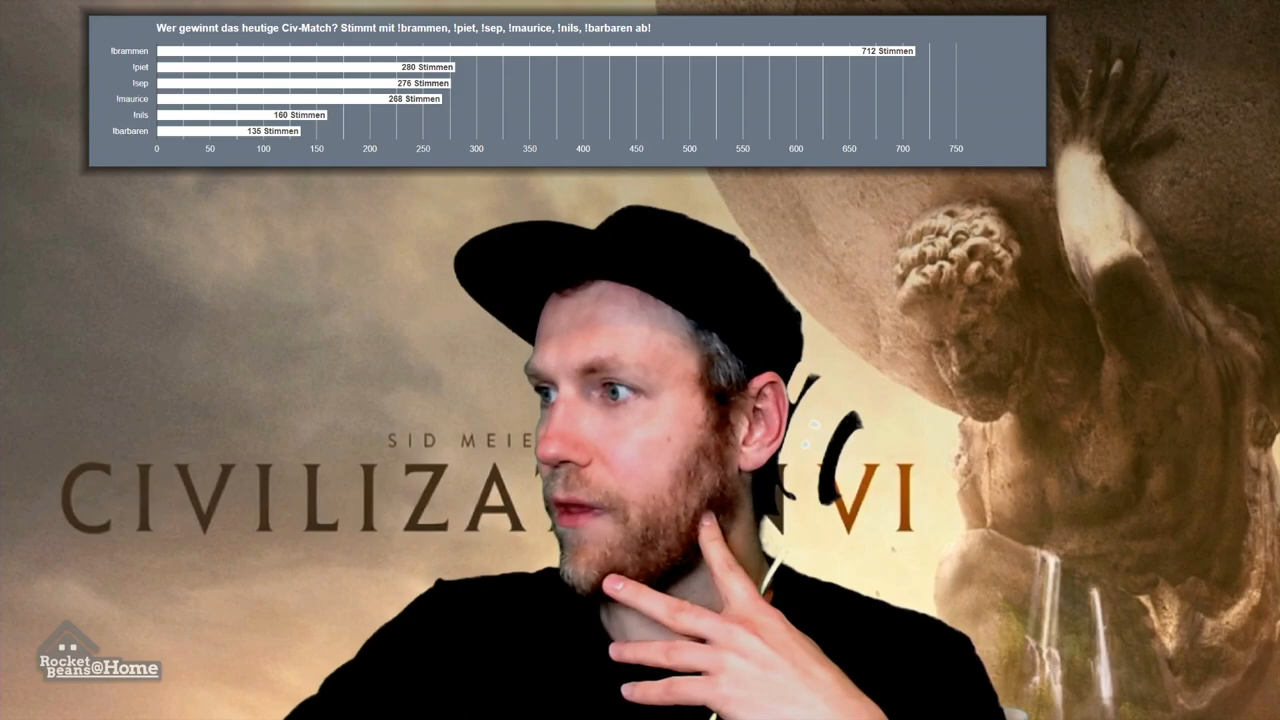 Wer gewinnt das heutige Civ-Match? Stimmt mit !brammen, !piet, !sep, !maurice, !nils, !barbaren ab!
!brammen 712 Stimmen
!piet 280 Stimmen
!sep 276 Stimmen
!maurice 268 Stimmen
!nils 160 Stimmen
!barbaren 135 Stimmen
0 50 100 150 200 250 300 350 400 450 500 550 600 650 700 750
SID MEIE
CIVILIZA VI
Rocket
Beans@Home